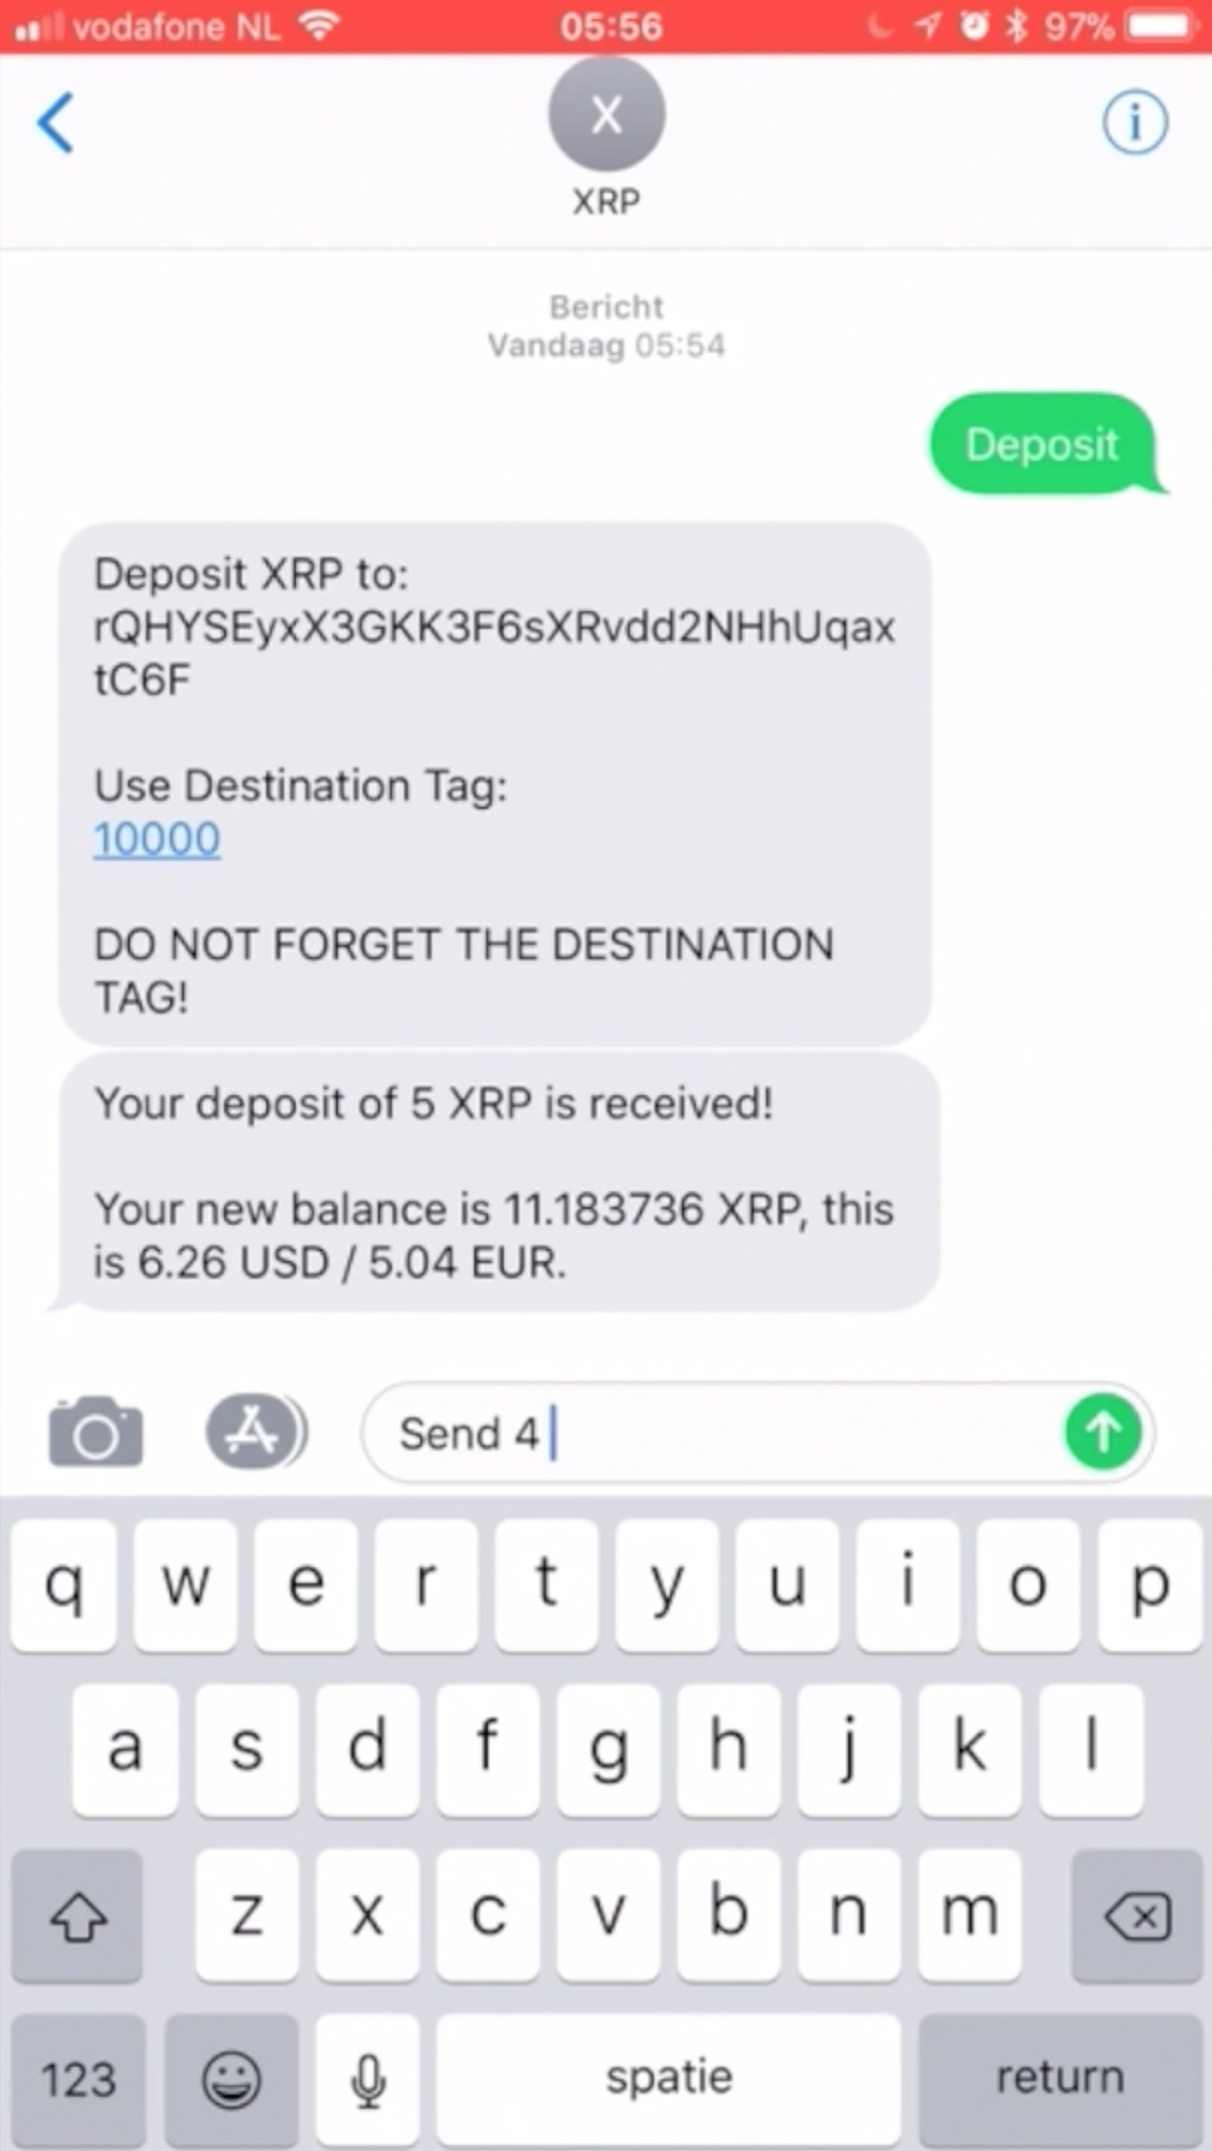 vodafone NL 05:56 97%
X
XRP
Bericht
Vandaag 05:54
Deposit
Deposit XRP to:
rQHYSEyxX3GKK3F6sXRvdd2NHhUqax
tC6F
Use Destination Tag:
10000
DO NOT FORGET THE DESTINATION
TAG!
Your deposit of 5 XRP is received!
Your new balance is 11.183736 XRP, this
is 6.26 USD / 5.04 EUR.
Send 4
q w e r t y u i o p
a s d f g h j k l
z x c v b n m
123 spatie return